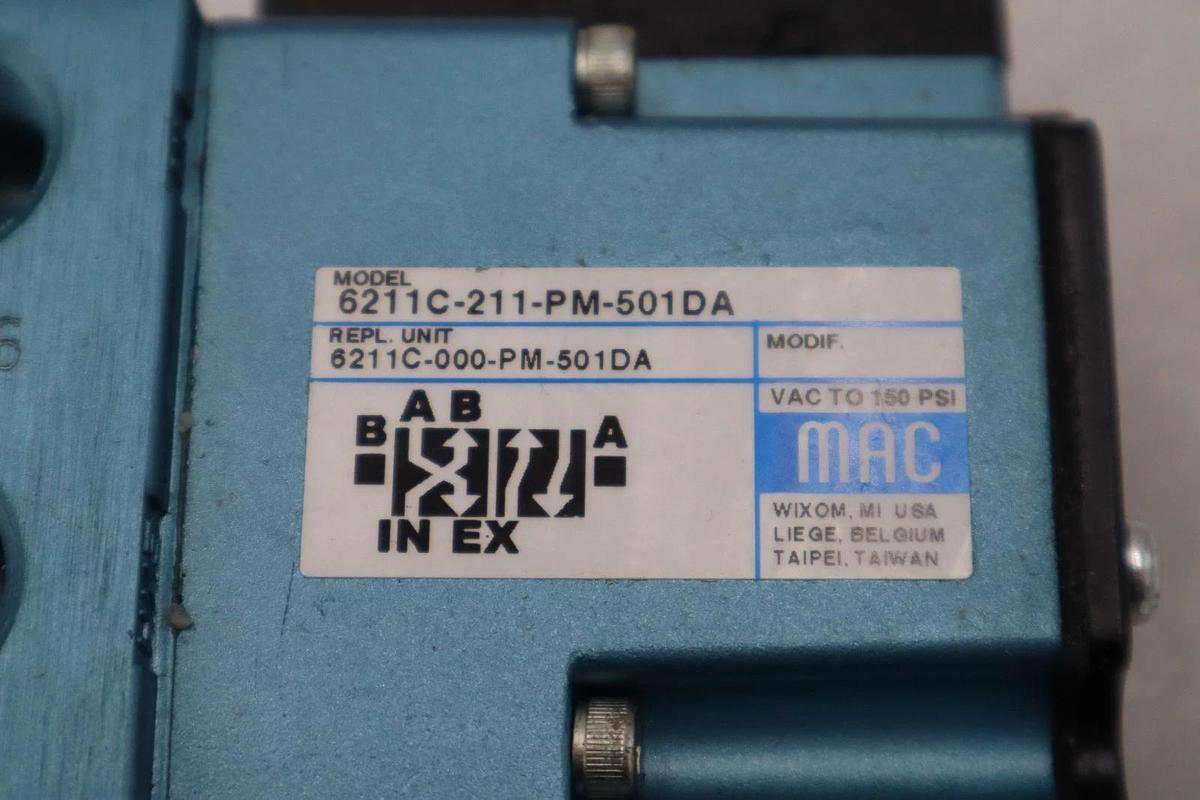 MODEL
6211C-211-PM-501DA
REPL. UNIT
6211C-000-PM-501DA
MODIF.
VAC TO 150 PSI
MAC
WIXOM, MI USA
LIEGE, BELGIUM
TAIPEI, TAIWAN
A B
B A
IN EX
6